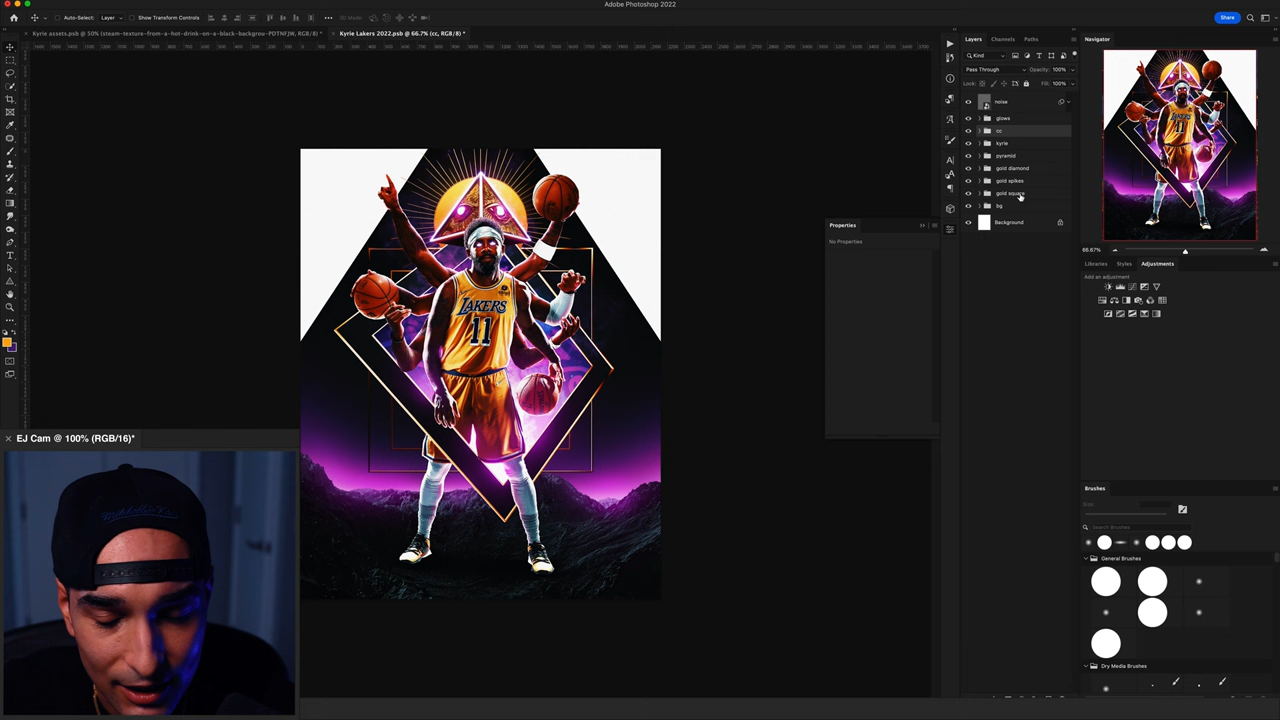 Adobe Photoshop 2022
Auto-Select: Layer Show Transform Controls
Share
Kyrie assets.psb @ 50% (steam-texture-from-a-hot-drink-on-a-black-backgrou-PDTNFJW, RGB/8) *
Kyrie Lakers 2022.psb @ 66.7% (cc, RGB/8) *
Layers Channels Paths
Kind
Pass Through Opacity: 100%
Lock: Fill: 100%
noise
glows
cc
kyrie
pyramid
gold diamond
gold spikes
gold square
bg
Background
Navigator
66.67%
Libraries Styles Adjustments
Add an adjustment
Properties
No Properties
LAKERS
11
EJ Cam @ 100% (RGB/16)*
Brushes
Size:
Search Brushes
General Brushes
Dry Media Brushes